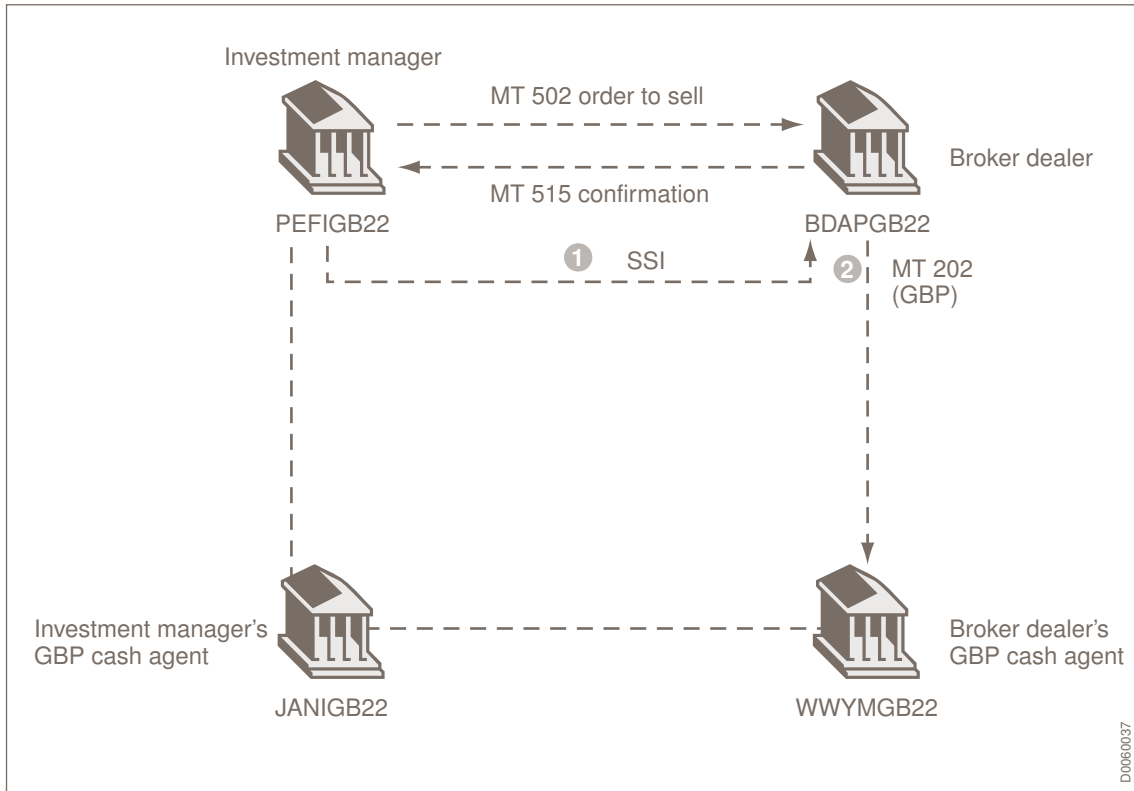 Investment manager
MT 502 order to sell
Broker dealer
MT 515 confirmation
PEFIGB22
BDAPGB22
1 SSI
2 MT 202
(GBP)
Investment manager's
GBP cash agent
Broker dealer's
GBP cash agent
JANIGB22
WWYMGB22
D0060037